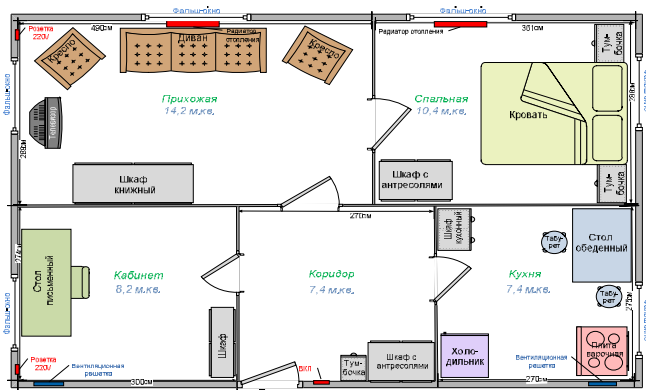 Фальш-окно
Фальш-окно
Розетка
220V
490см
Кресло
Диван
Радиатор
отопления
Кресло
Радиатор отопления
351см
Тум-
бочка
Фальш-окно
Телевизор
Прихожая
14,2 м.кв.
Спальная
10,4 м.кв.
Кровать
288см
288см
Шкаф
книжный
Шкаф с
антресолями
Тум-
бочка
270см
274см
Стол
письменный
Кабинет
8,2 м.кв.
Коридор
7,4 м.кв.
Шкаф
кухонный
Табу-
рет
Стол
обеденный
Кухня
7,4 м.кв.
Табу-
рет
275см
Фальш-окно
Шкаф
Розетка
220V
Вентиляционная
решетка
300см
Тум-
бочка
Шкаф с
антресолями
Холо-
дильник
Вентиляционная
решетка
Плита
варочная
270см